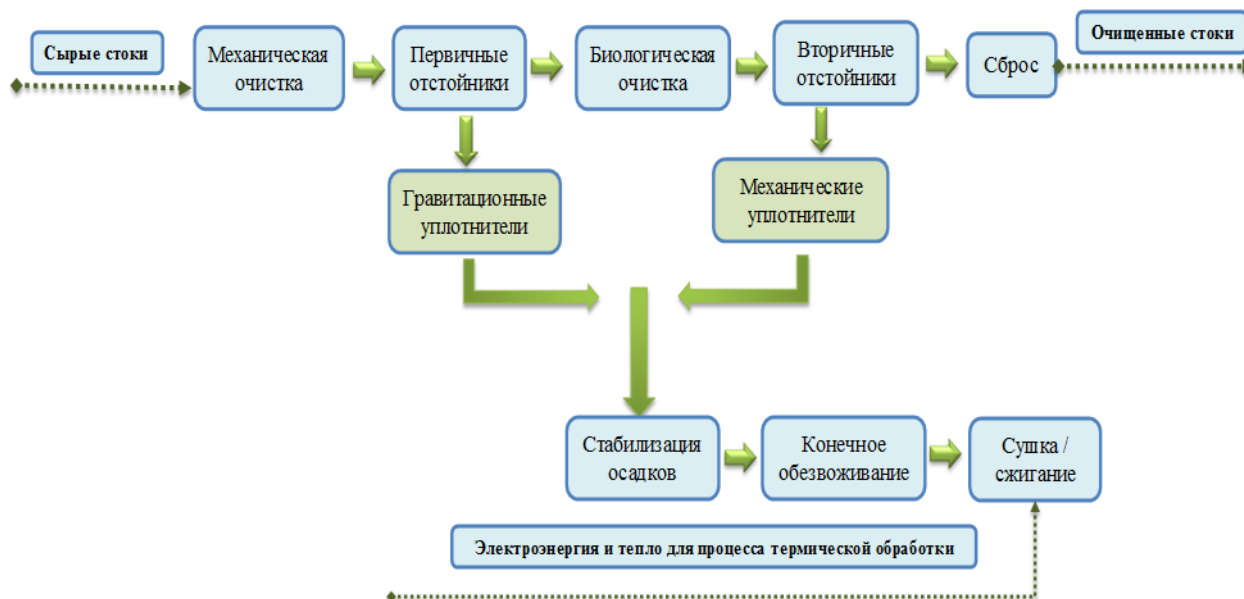 Сырые стоки
Механическая
очистка
Первичные
отстойники
Биологическая
очистка
Вторичные
отстойники
Сброс
Очищенные стоки
Гравитационные
уплотнители
Механические
уплотнители
Стабилизация
осадков
Конечное
обезвоживание
Сушка /
сжигание
Электроэнергия и тепло для процесса термической обработки